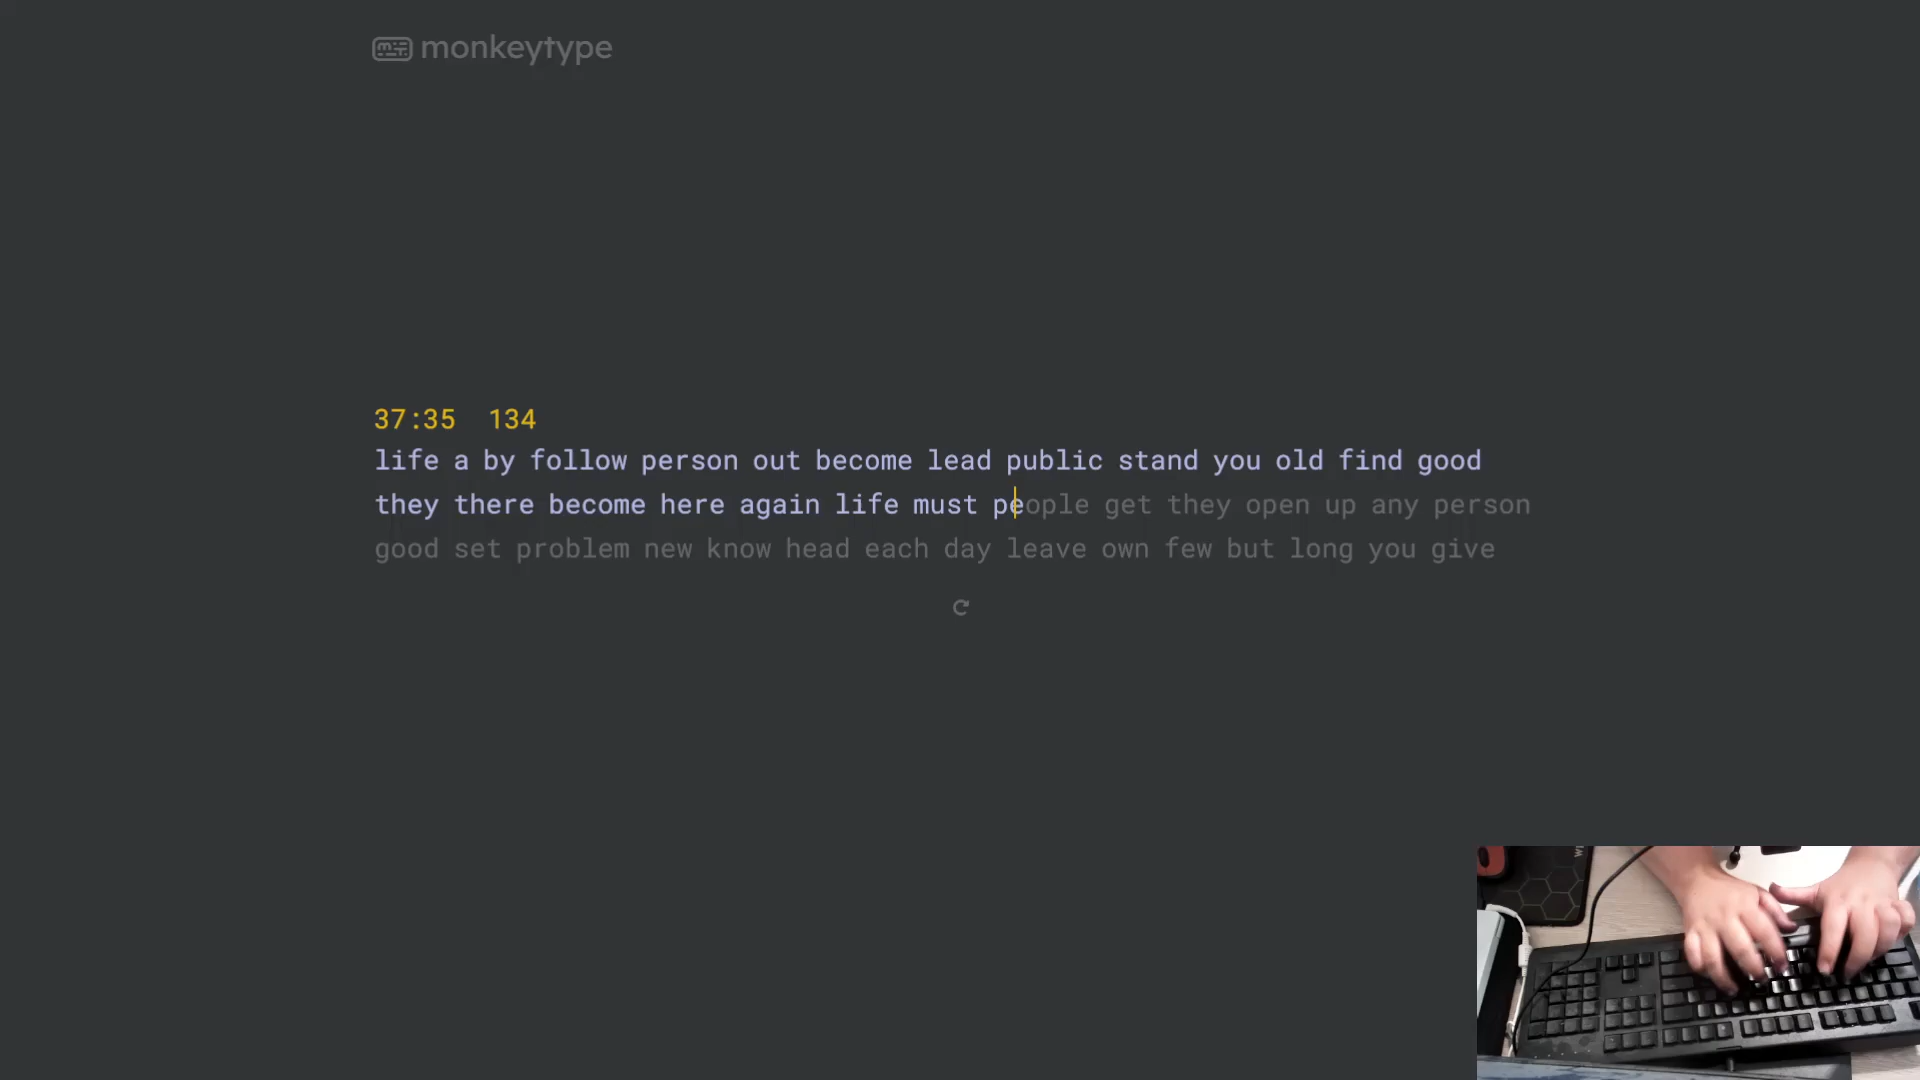 monkeytype
37:35 134
life a by follow person out become lead public stand you old find good
they there become here again life must people get they open up any person
good set problem new know head each day leave own few but long you give